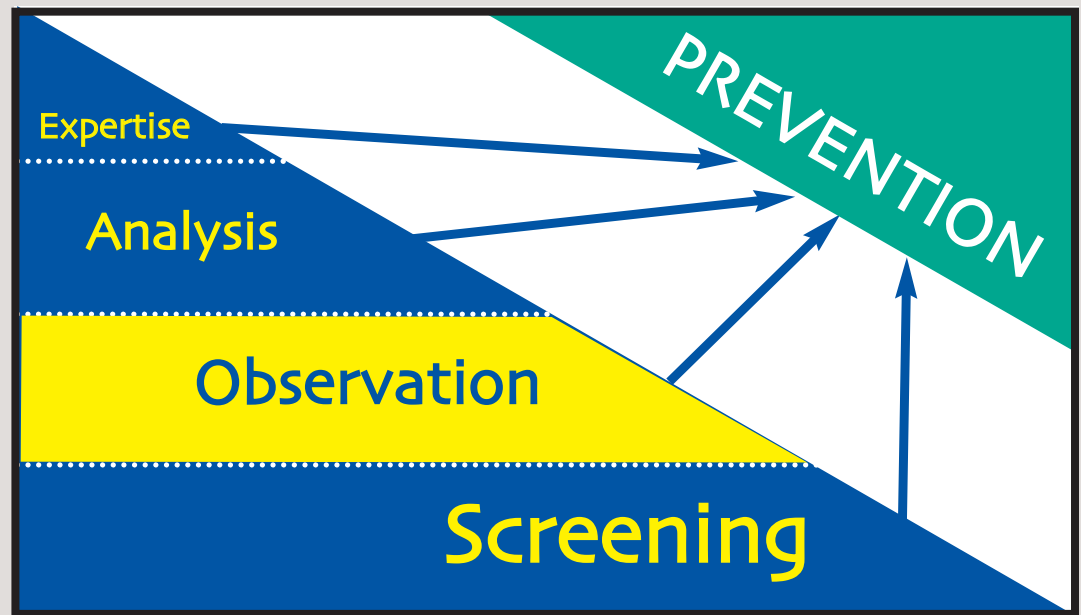 PREVENTION
Expertise
Analysis
Observation
Screening